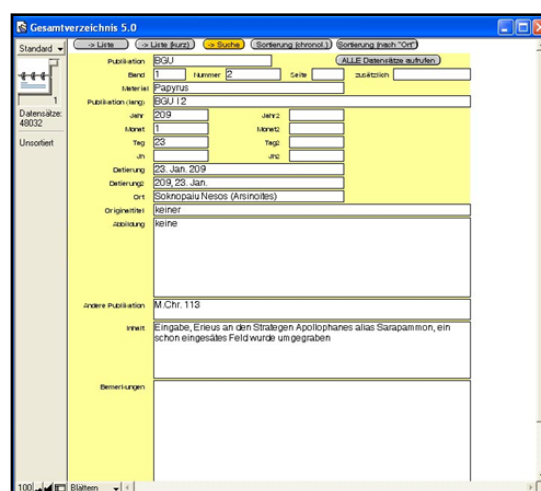 Gesamtverzeichnis 5.0
Standard
-> Liste
-> Liste (kurz)
-> Suche
(Sortierung (chronol.)
(Sortierung (nach "Ort")
Publikation BGU
ALLE Datensätze aufrufen
Band 1 Nummer 2 Seite zusätzlich
Material Papyrus
1
Publikation (lang) BGU I 2
Datensätze:
48032
Jahr 209 Jahr2
Monat 1 Monat2
Unsortiert
Tag 23 Tag2
Jh Jh2
Datierung 23. Jan. 209
Datierung2 209, 23. Jan.
Ort Soknopaiu Nesos (Arsinoites)
Originaltitel keiner
Abbildung keine
Andere Publikation M.Chr. 113
Inhalt Eingabe, Erieus an den Strategen Apollophanes alias Sarapammon, ein
schon eingesätes Feld wurde umgegraben
Bemerkungen
100 Blättern